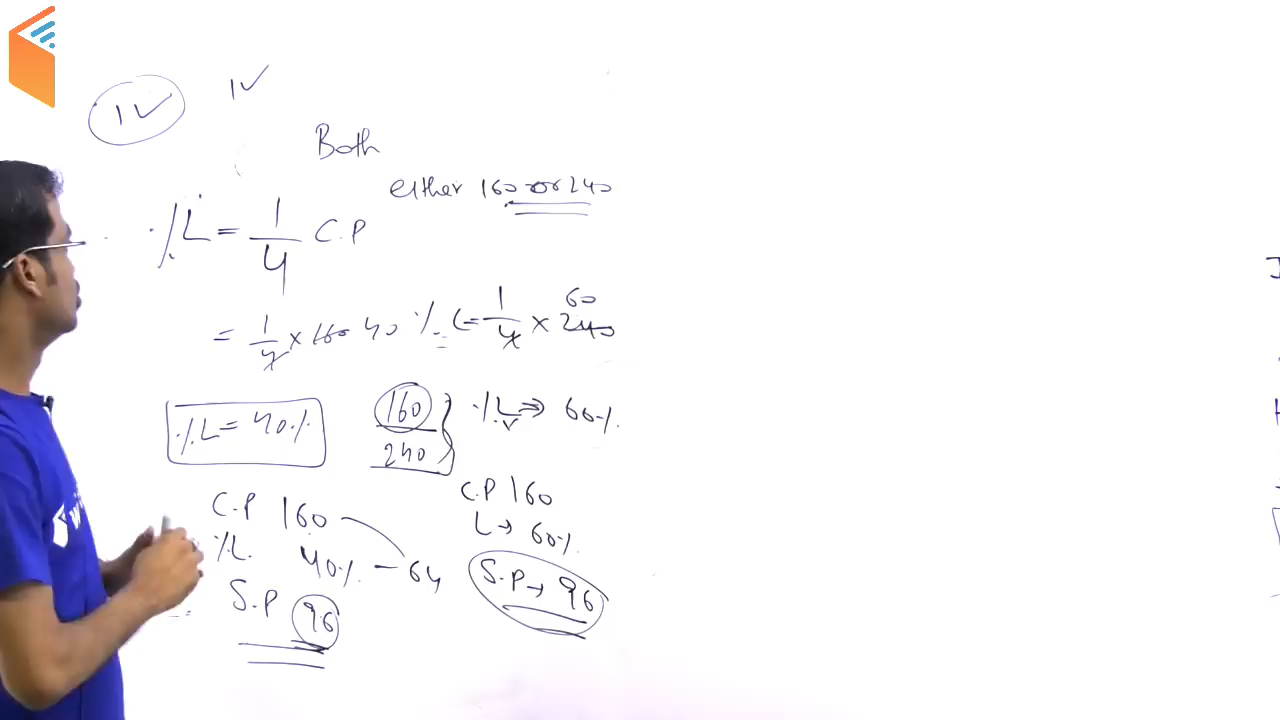 1✓
1✓
Both
either 160 or 240
%L = 1/4 C.P
= 1/4 × 160 40
% L = 1/4 × 240 60
%L = 40%
160
240
%L ⇒ 60%
C.P 160
%L 40% — 64
S.P 96
C.P 160
L → 60%
S.P → 96